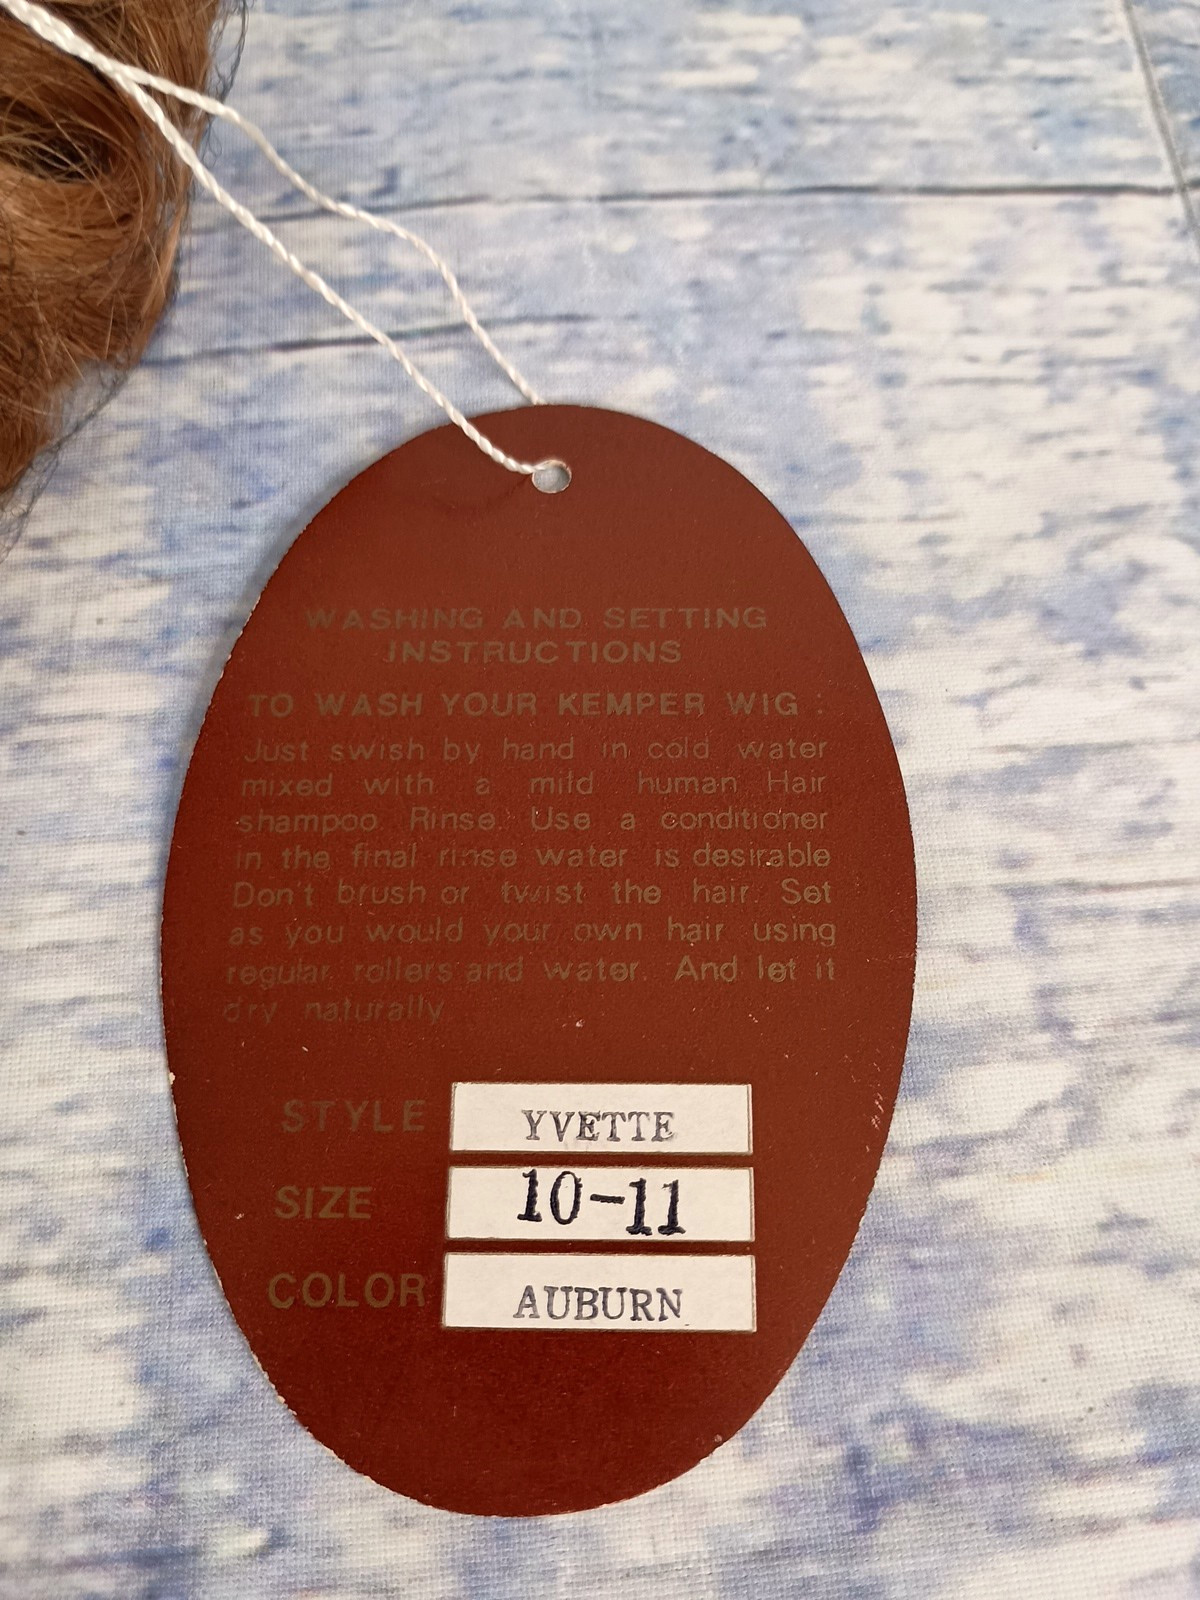 WASHING AND SETTING
INSTRUCTIONS
TO WASH YOUR KEMPER WIG :
Just swish by hand in cold water
mixed with a mild human Hair
shampoo. Rinse. Use a conditioner
in the final rinse water is desirable
Don't brush or twist the hair. Set
as you would your own hair using
regular rollers and water. And let it
dry naturally.
STYLE YVETTE
SIZE 10-11
COLOR AUBURN